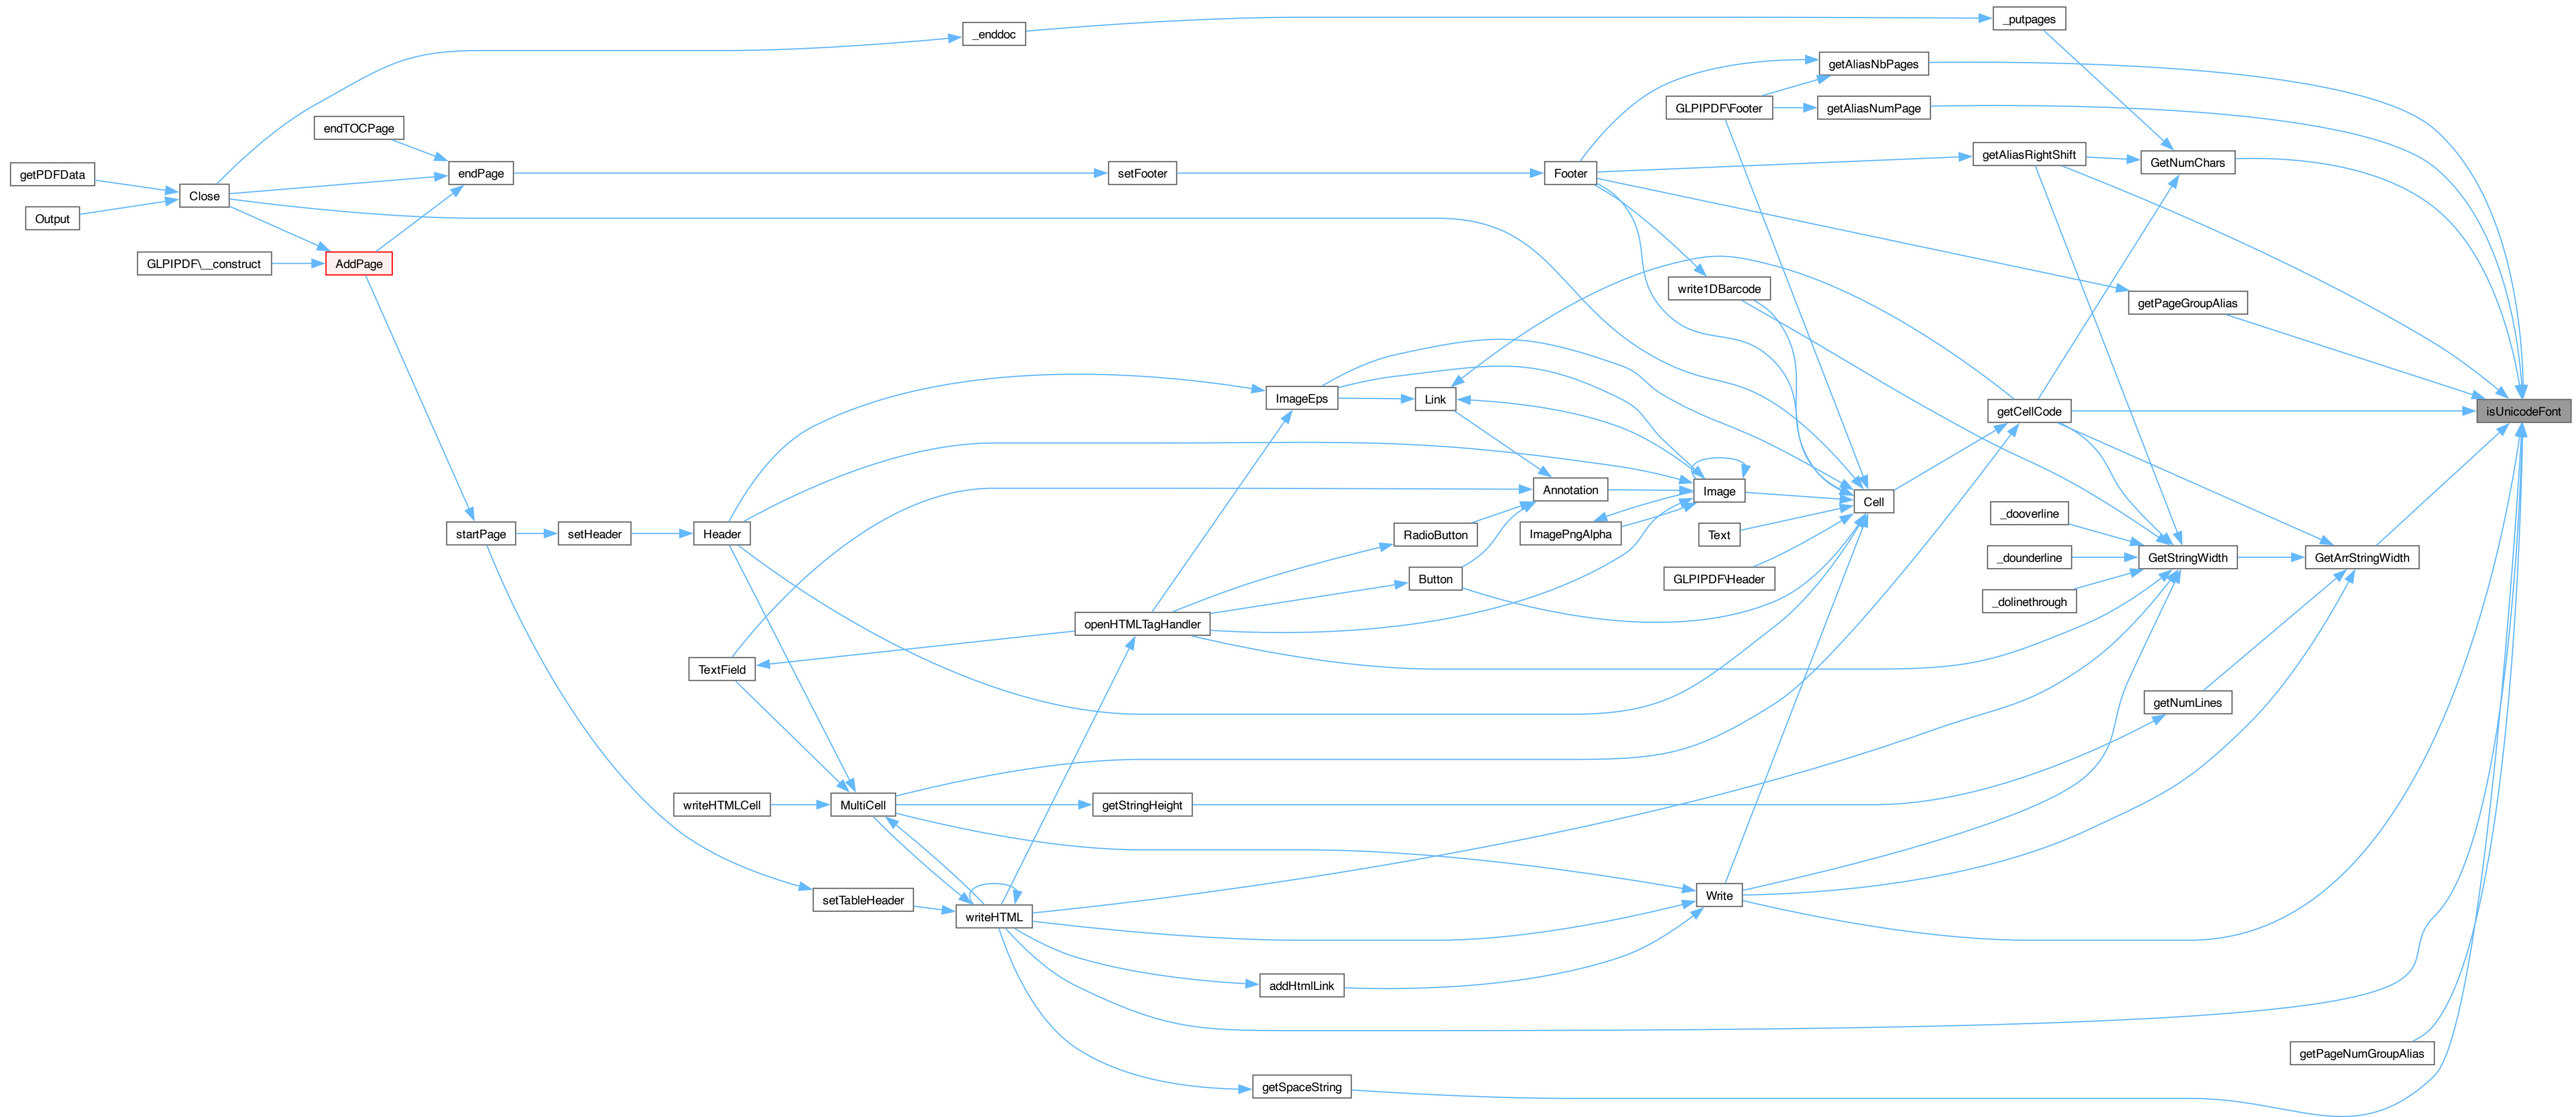 _putpages
_enddoc
getAliasNbPages
GLPIPDF\Footer
getAliasNumPage
endTOCPage
getAliasRightShift
GetNumChars
getPDFData
endPage
setFooter
Footer
Close
Output
GLPIPDF\__construct
AddPage
write1DBarcode
getPageGroupAlias
ImageEps
Link
getCellCode
isUnicodeFont
Annotation
Image
Cell
_dooverline
startPage
setHeader
Header
RadioButton
ImagePngAlpha
Text
_dounderline
GetStringWidth
GetArrStringWidth
Button
GLPIPDF\Header
_dolinethrough
openHTMLTagHandler
TextField
getNumLines
writeHTMLCell
MultiCell
getStringHeight
setTableHeader
writeHTML
Write
addHtmlLink
getPageNumGroupAlias
getSpaceString